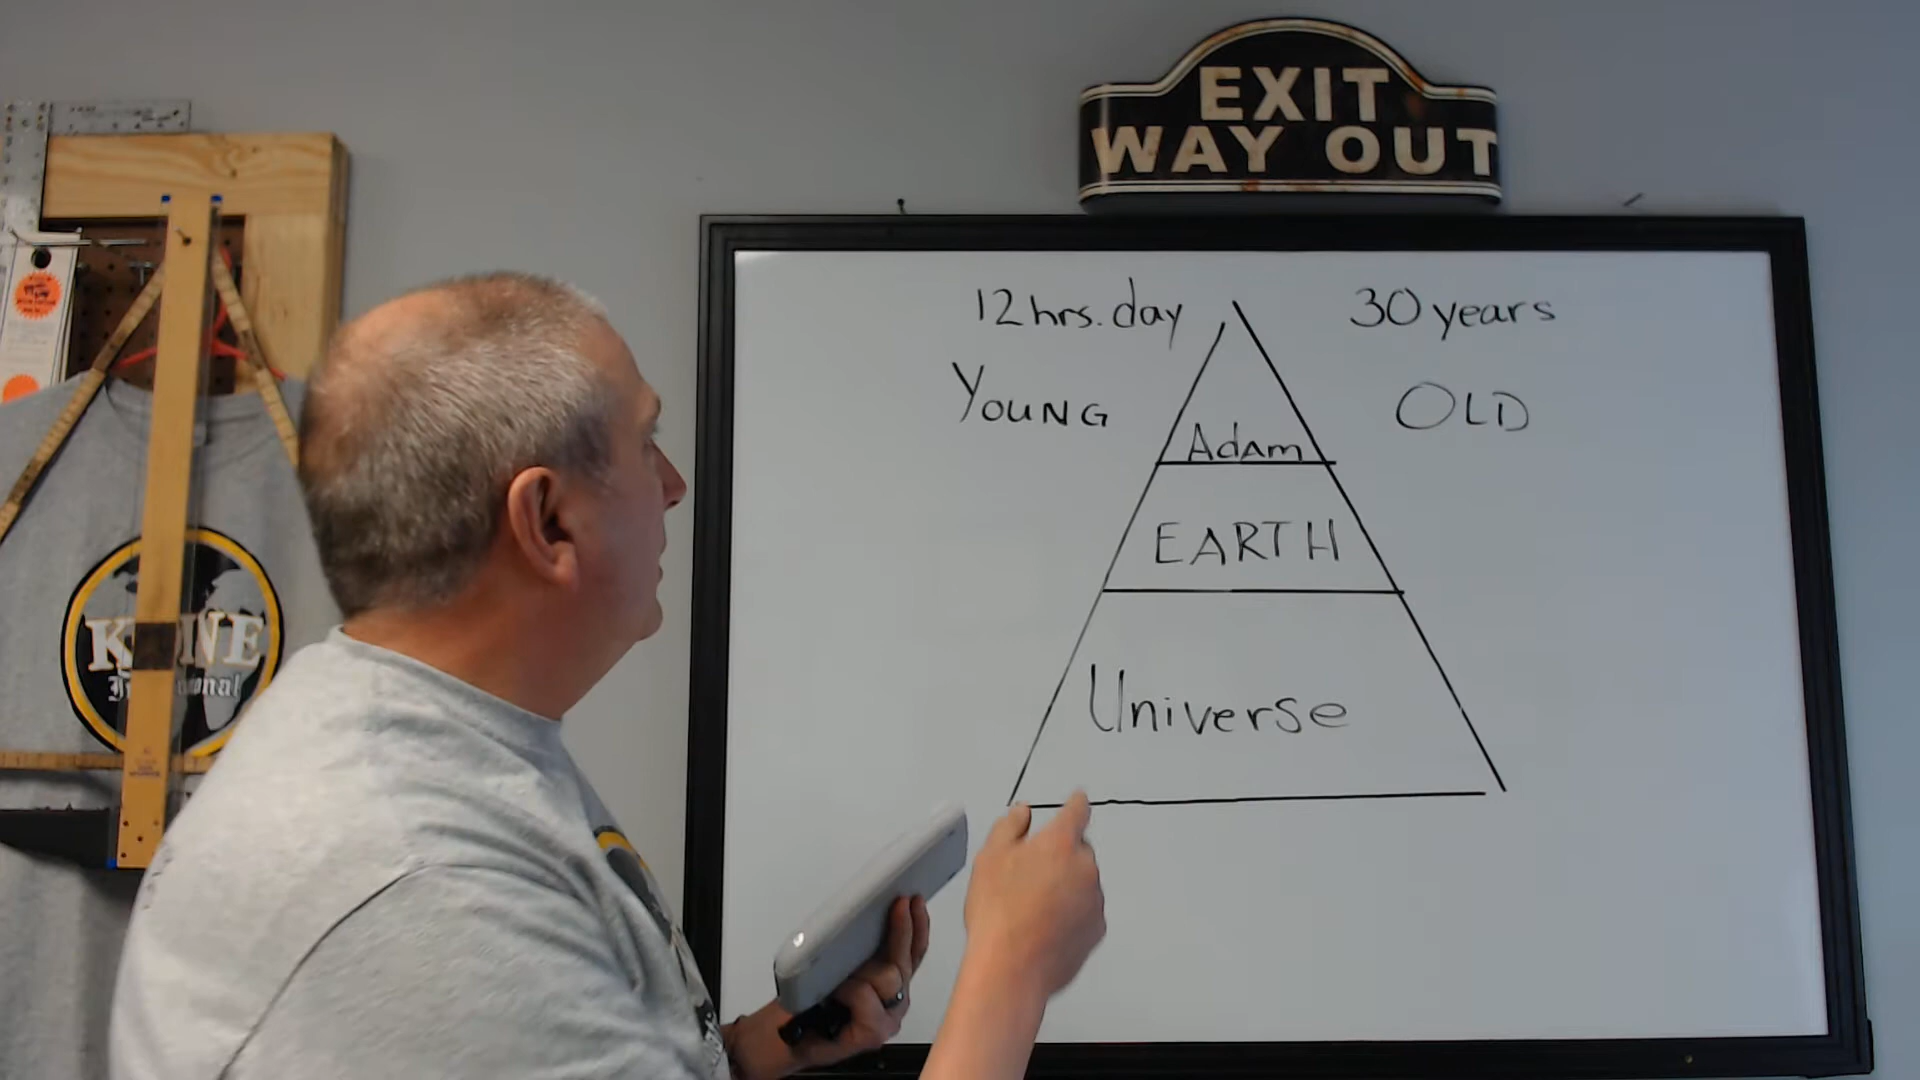 EXIT
WAY OUT
12 hrs. day
30 years
YOUNG
OLD
Adam
EARTH
Universe